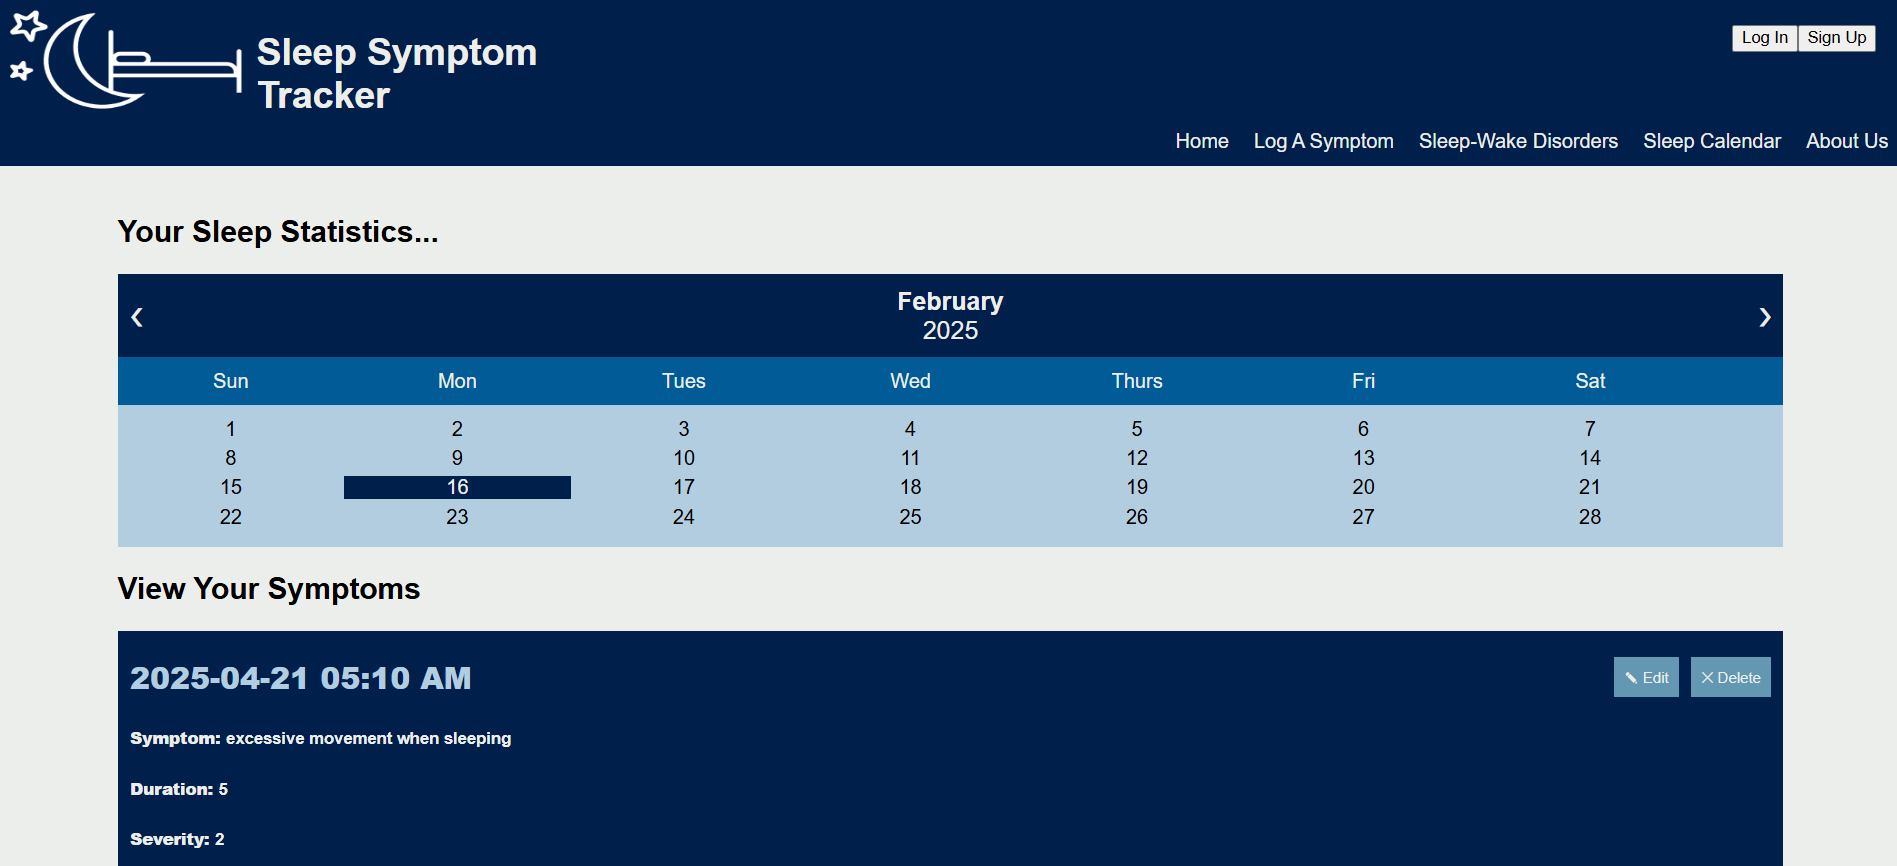 Sleep Symptom
Tracker
Log In Sign Up
Home Log A Symptom Sleep-Wake Disorders Sleep Calendar About Us
Your Sleep Statistics...
❮ February ❯
2025
Sun Mon Tues Wed Thurs Fri Sat
1 2 3 4 5 6 7
8 9 10 11 12 13 14
15 16 17 18 19 20 21
22 23 24 25 26 27 28
View Your Symptoms
2025-04-21 05:10 AM
Edit Delete
Symptom: excessive movement when sleeping
Duration: 5
Severity: 2